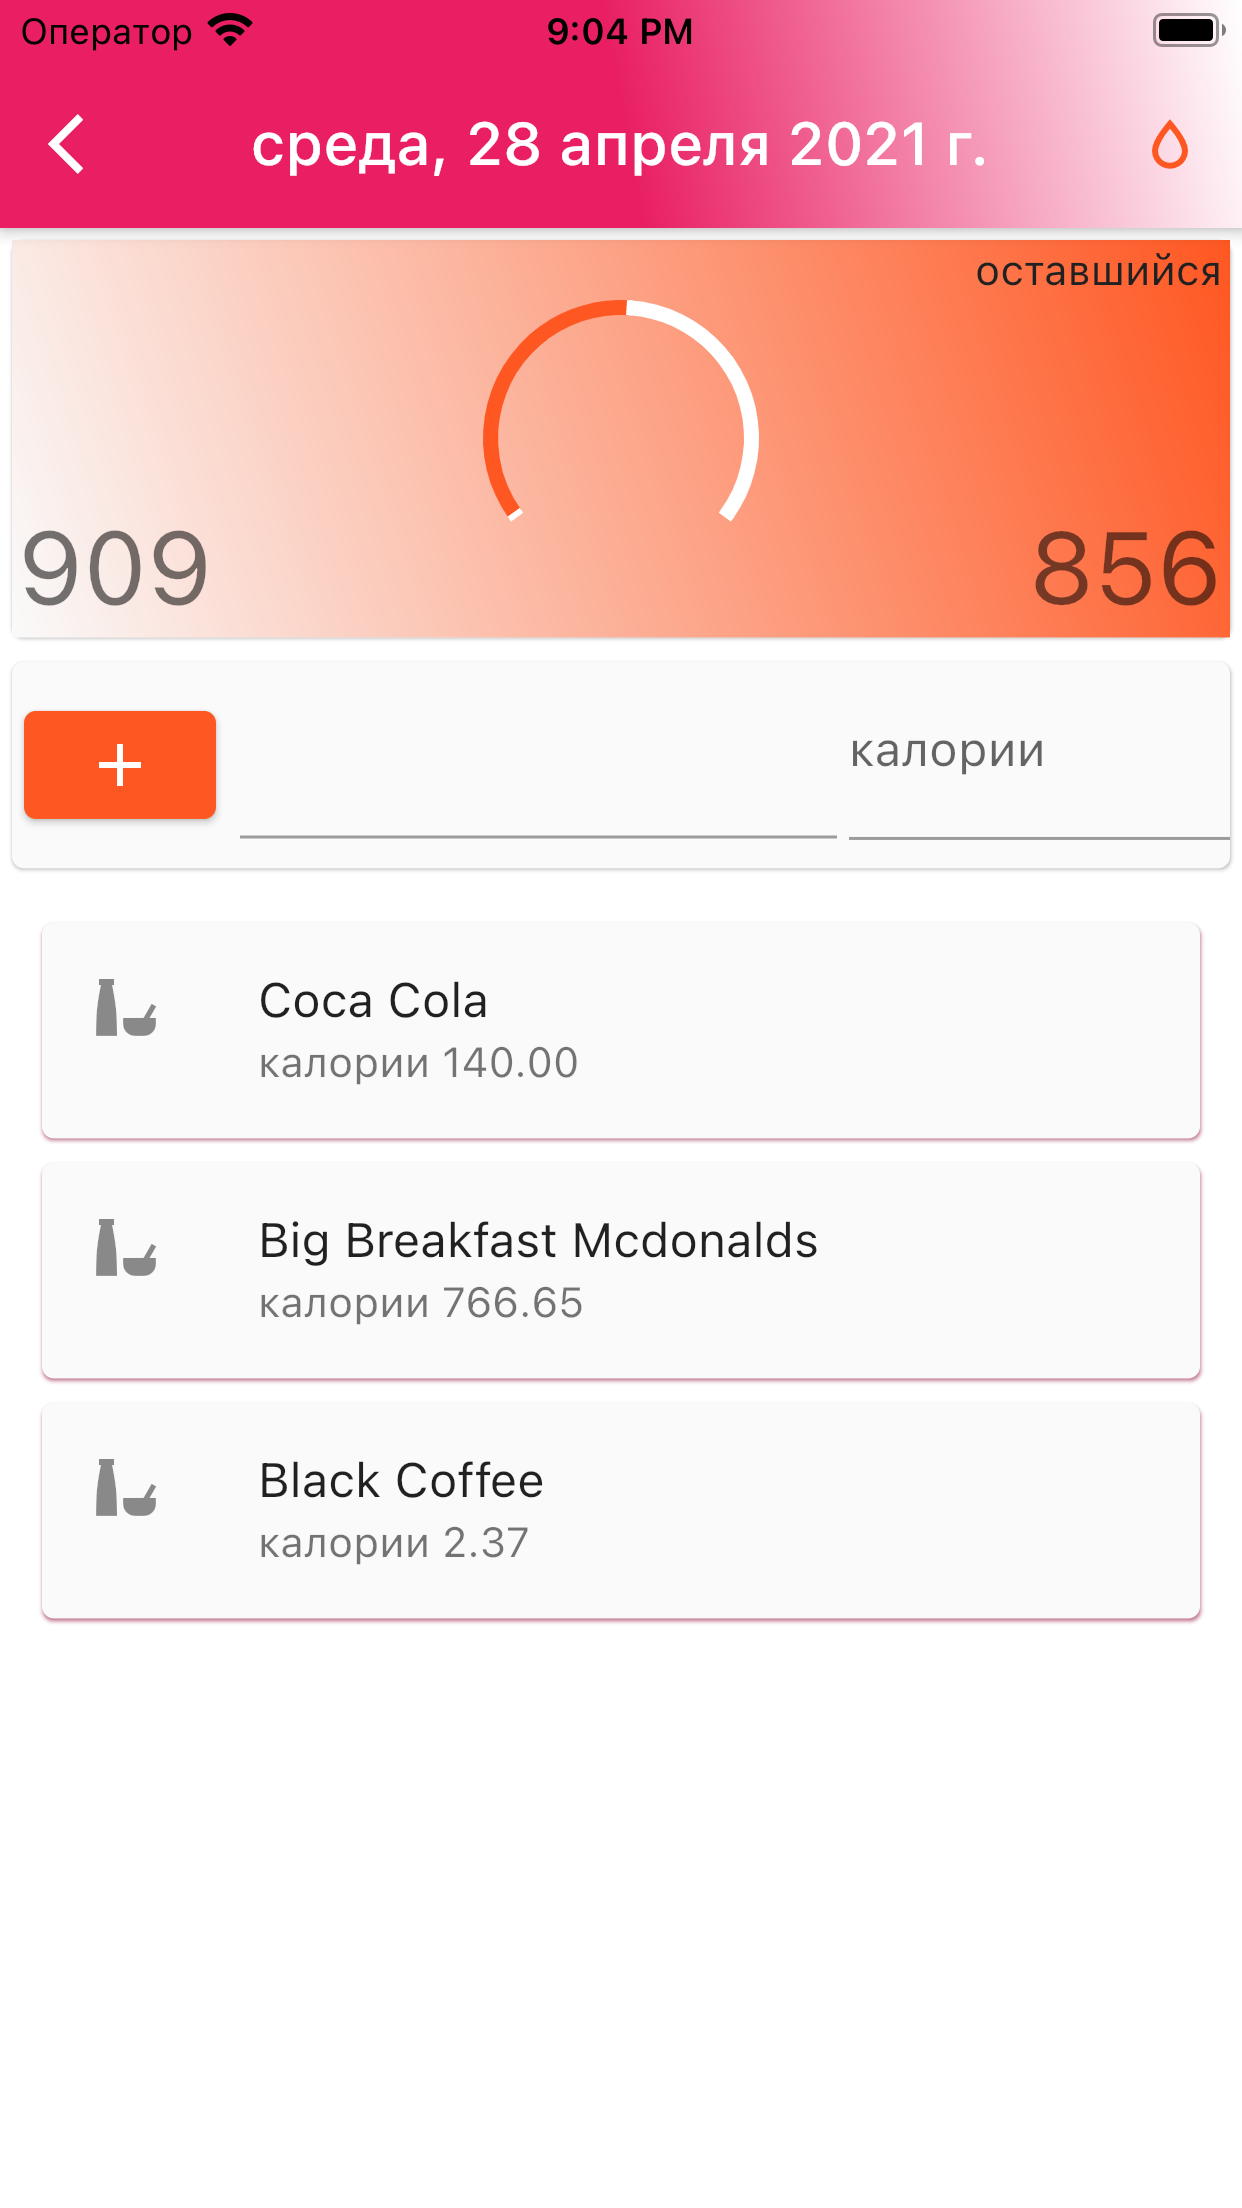 Оператор 9:04 PM
среда, 28 апреля 2021 г.
оставшийся
909 856
калории
Coca Cola
калории 140.00
Big Breakfast Mcdonalds
калории 766.65
Black Coffee
калории 2.37